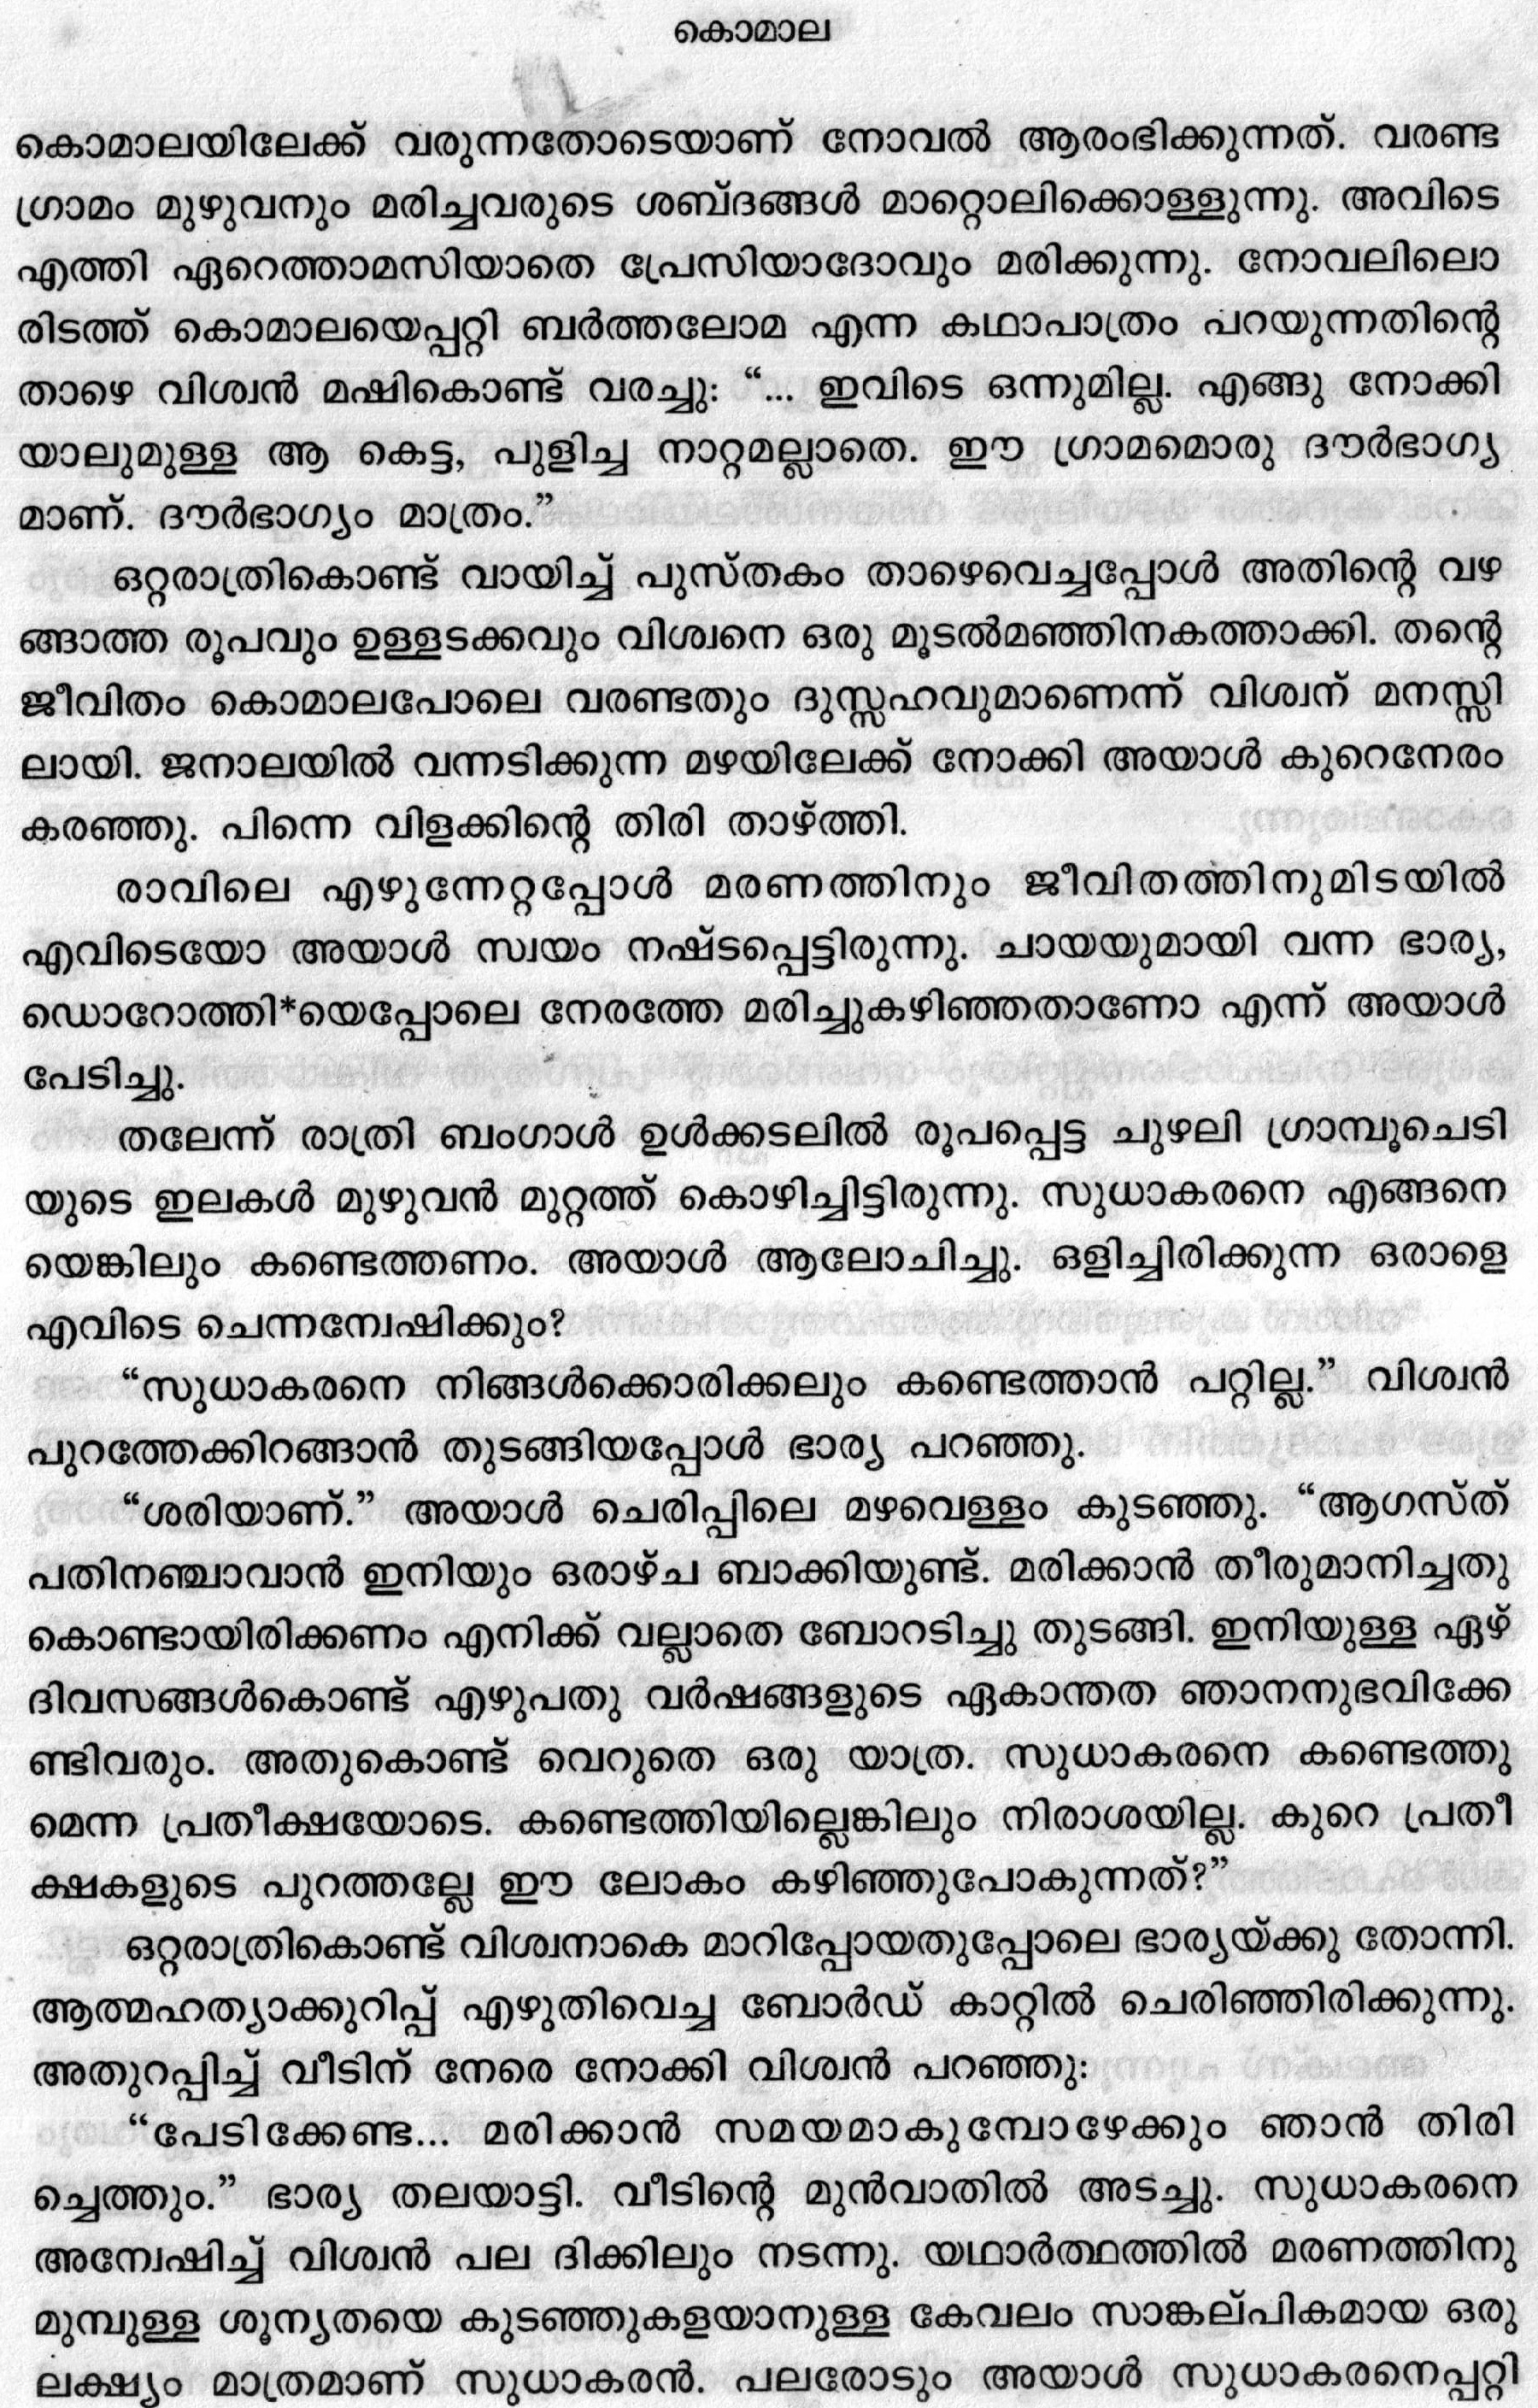 കൊമാല
കൊമാലയിലേക്ക് വരുന്നതോടെയാണ് നോവൽ ആരംഭിക്കുന്നത്. വരണ്ട
ഗ്രാമം മുഴുവനും മരിച്ചവരുടെ ശബ്ദങ്ങൾ മാറ്റൊലിക്കൊള്ളുന്നു. അവിടെ
എത്തി ഏറെത്താമസിയാതെ പ്രേസിയാദോവും മരിക്കുന്നു. നോവലിലൊ
രിടത്ത് കൊമാലയെപ്പറ്റി ബർത്തലോമ എന്ന കഥാപാത്രം പറയുന്നതിന്റെ
താഴെ വിശ്വൻ മഷികൊണ്ട് വരച്ചു: “... ഇവിടെ ഒന്നുമില്ല. എങ്ങു നോക്കി
യാലുമുള്ള ആ കെട്ട, പുളിച്ച നാറ്റമല്ലാതെ. ഈ ഗ്രാമമൊരു ദൗർഭാഗ്യ
മാണ്. ദൗർഭാഗ്യം മാത്രം.”
ഒറ്റരാത്രികൊണ്ട് വായിച്ച് പുസ്തകം താഴെവെച്ചപ്പോൾ അതിന്റെ വഴ
ങ്ങാത്ത രൂപവും ഉള്ളടക്കവും വിശ്വനെ ഒരു മൂടൽമഞ്ഞിനകത്താക്കി. തന്റെ
ജീവിതം കൊമാലപോലെ വരണ്ടതും ദുസ്സഹവുമാണെന്ന് വിശ്വന് മനസ്സി
ലായി. ജനാലയിൽ വന്നടിക്കുന്ന മഴയിലേക്ക് നോക്കി അയാൾ കുറെനേരം
കരഞ്ഞു. പിന്നെ വിളക്കിന്റെ തിരി താഴ്ത്തി.
രാവിലെ എഴുന്നേറ്റപ്പോൾ മരണത്തിനും ജീവിതത്തിനുമിടയിൽ
എവിടെയോ അയാൾ സ്വയം നഷ്ടപ്പെട്ടിരുന്നു. ചായയുമായി വന്ന ഭാര്യ,
ഡൊറോത്തി*യെപ്പോലെ നേരത്തേ മരിച്ചുകഴിഞ്ഞതാണോ എന്ന് അയാൾ
പേടിച്ചു.
തലേന്ന് രാത്രി ബംഗാൾ ഉൾക്കടലിൽ രൂപപ്പെട്ട ചുഴലി ഗ്രാമ്പൂചെടി
യുടെ ഇലകൾ മുഴുവൻ മുറ്റത്ത് കൊഴിച്ചിട്ടിരുന്നു. സുധാകരനെ എങ്ങനെ
യെങ്കിലും കണ്ടെത്തണം. അയാൾ ആലോചിച്ചു. ഒളിച്ചിരിക്കുന്ന ഒരാളെ
എവിടെ ചെന്നന്വേഷിക്കും?
“സുധാകരനെ നിങ്ങൾക്കൊരിക്കലും കണ്ടെത്താൻ പറ്റില്ല.” വിശ്വൻ
പുറത്തേക്കിറങ്ങാൻ തുടങ്ങിയപ്പോൾ ഭാര്യ പറഞ്ഞു.
“ശരിയാണ്.” അയാൾ ചെരിപ്പിലെ മഴവെള്ളം കുടഞ്ഞു. “ആഗസ്ത്
പതിനഞ്ചാവാൻ ഇനിയും ഒരാഴ്ച ബാക്കിയുണ്ട്. മരിക്കാൻ തീരുമാനിച്ചതു
കൊണ്ടായിരിക്കണം എനിക്ക് വല്ലാതെ ബോറടിച്ചു തുടങ്ങി. ഇനിയുള്ള ഏഴ്
ദിവസങ്ങൾകൊണ്ട് എഴുപതു വർഷങ്ങളുടെ ഏകാന്തത ഞാനനുഭവിക്കേ
ണ്ടിവരും. അതുകൊണ്ട് വെറുതെ ഒരു യാത്ര. സുധാകരനെ കണ്ടെത്തു
മെന്ന പ്രതീക്ഷയോടെ. കണ്ടെത്തിയില്ലെങ്കിലും നിരാശയില്ല. കുറെ പ്രതീ
ക്ഷകളുടെ പുറത്തല്ലേ ഈ ലോകം കഴിഞ്ഞുപോകുന്നത്?”
ഒറ്റരാത്രികൊണ്ട് വിശ്വനാകെ മാറിപ്പോയതുപ്പോലെ ഭാര്യയ്ക്കു തോന്നി.
ആത്മഹത്യാക്കുറിപ്പ് എഴുതിവെച്ച ബോർഡ് കാറ്റിൽ ചെരിഞ്ഞിരിക്കുന്നു.
അതുറപ്പിച്ച് വീടിന് നേരെ നോക്കി വിശ്വൻ പറഞ്ഞു:
“പേടിക്കേണ്ട... മരിക്കാൻ സമയമാകുമ്പോഴേക്കും ഞാൻ തിരി
ച്ചെത്തും.” ഭാര്യ തലയാട്ടി. വീടിന്റെ മുൻവാതിൽ അടച്ചു. സുധാകരനെ
അന്വേഷിച്ച് വിശ്വൻ പല ദിക്കിലും നടന്നു. യഥാർത്ഥത്തിൽ മരണത്തിനു
മുമ്പുള്ള ശൂന്യതയെ കുടഞ്ഞുകളയാനുള്ള കേവലം സാങ്കല്പികമായ ഒരു
ലക്ഷ്യം മാത്രമാണ് സുധാകരൻ. പലരോടും അയാൾ സുധാകരനെപ്പറ്റി